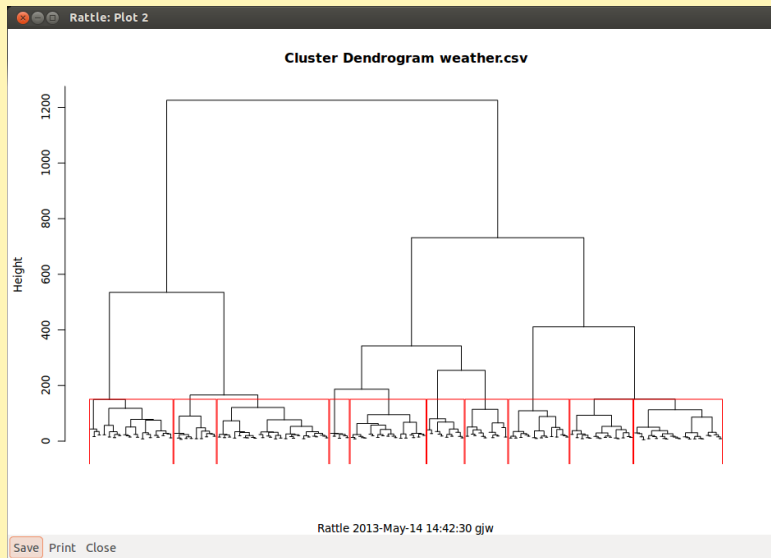 Rattle: Plot 2
Cluster Dendrogram weather.csv
1200
1000
800
600
400
200
0
Height
Rattle 2013-May-14 14:42:30 gjw
Save Print Close